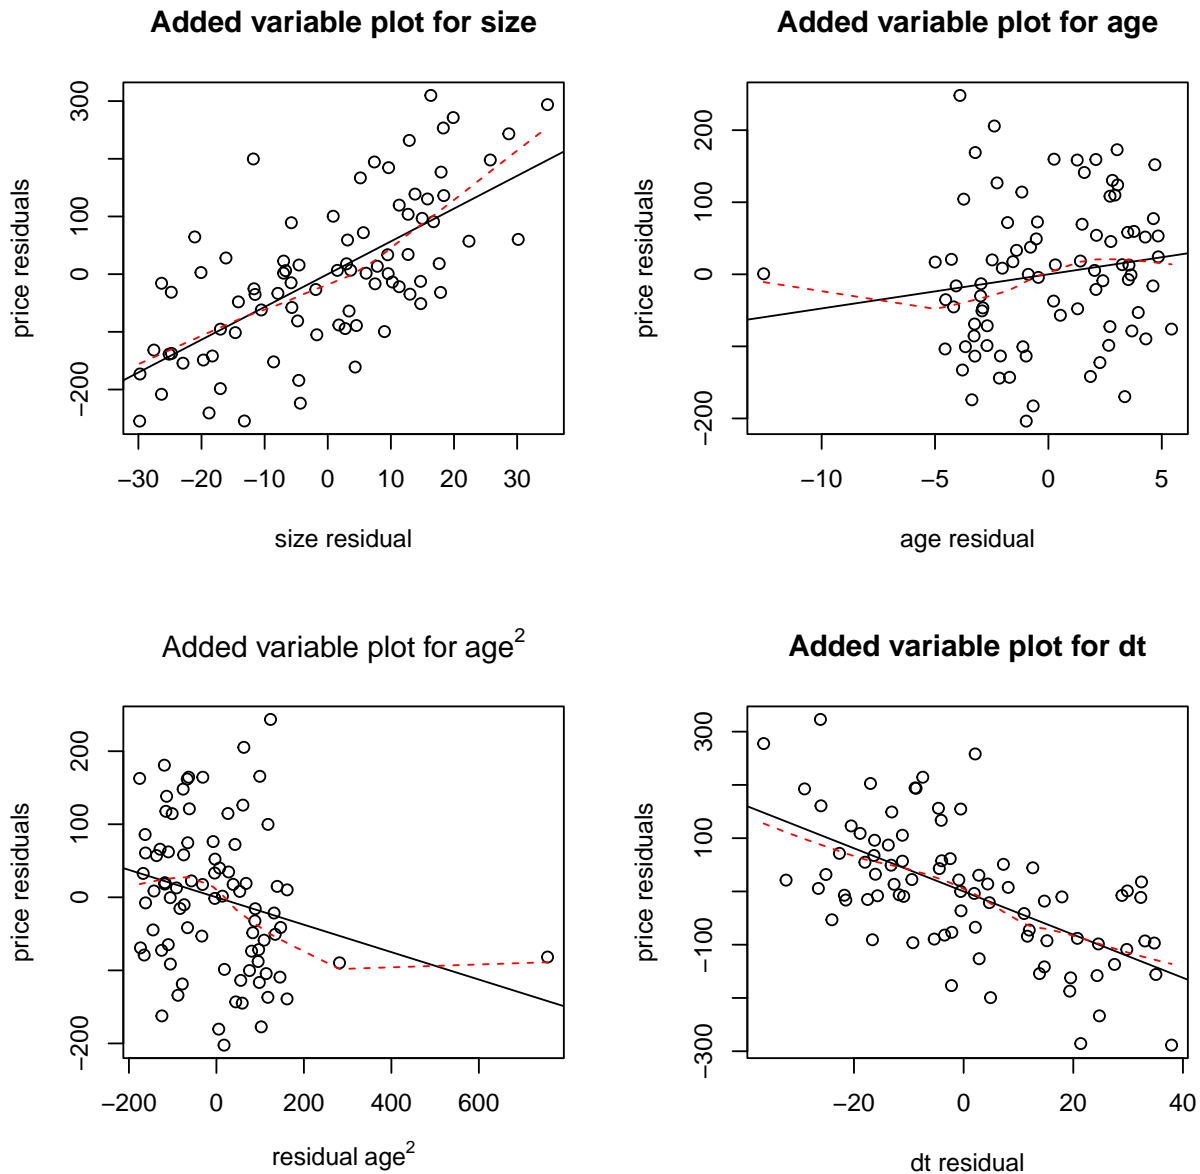 Added variable plot for size
price residuals
300
100
0
−200
−30 −20 −10 0 10 20 30
size residual
Added variable plot for age
price residuals
200
100
0
−200
−10 −5 0 5
age residual
Added variable plot for age²
price residuals
200
100
0
−200
−200 0 200 400 600
residual age²
Added variable plot for dt
price residuals
300
100
−100
−300
−20 0 20 40
dt residual